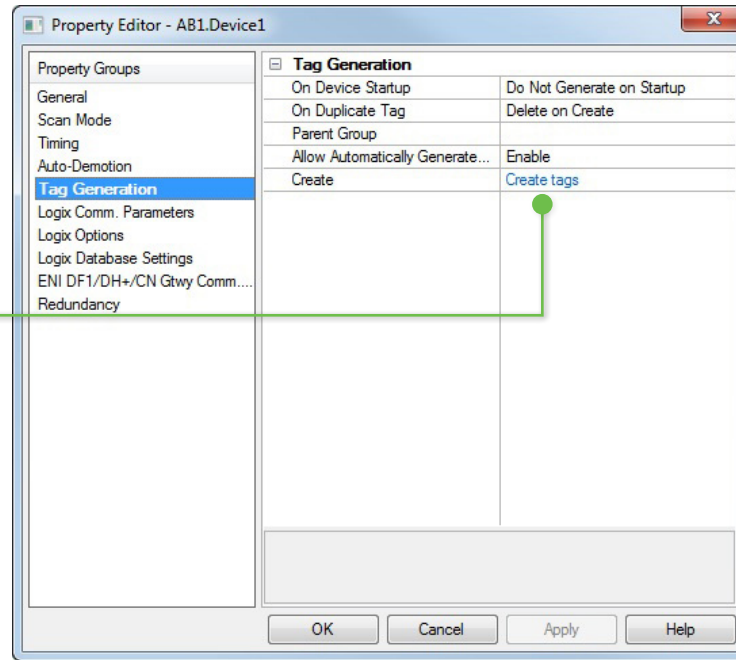 Property Editor - AB1.Device1
Property Groups
General
Scan Mode
Timing
Auto-Demotion
Tag Generation
Logix Comm. Parameters
Logix Options
Logix Database Settings
ENI DF1/DH+/CN Gtwy Comm....
Redundancy
Tag Generation
On Device Startup Do Not Generate on Startup
On Duplicate Tag Delete on Create
Parent Group
Allow Automatically Generate... Enable
Create Create tags
OK Cancel Apply Help